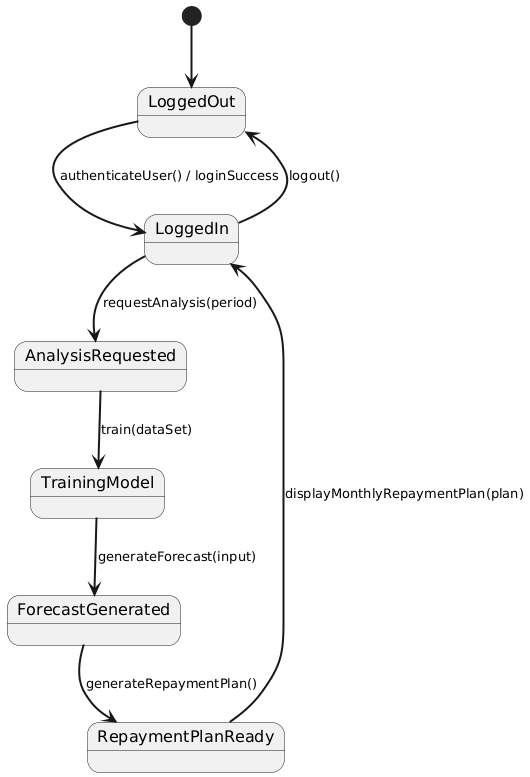 LoggedOut
authenticateUser() / loginSuccess
logout()
LoggedIn
requestAnalysis(period)
AnalysisRequested
train(dataSet)
TrainingModel
displayMonthlyRepaymentPlan(plan)
generateForecast(input)
ForecastGenerated
generateRepaymentPlan()
RepaymentPlanReady